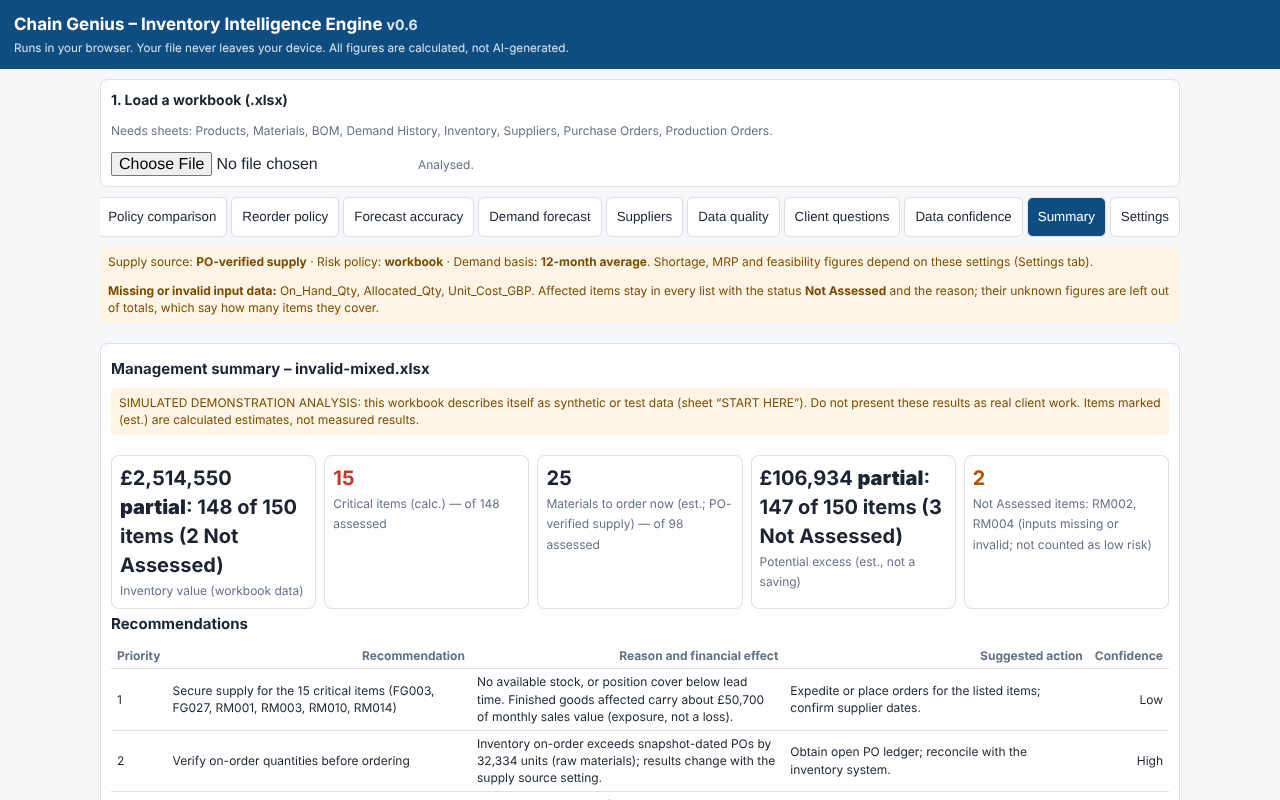 Chain Genius – Inventory Intelligence Engine v0.6
Runs in your browser. Your file never leaves your device. All figures are calculated, not AI-generated.
1. Load a workbook (.xlsx)
Needs sheets: Products, Materials, BOM, Demand History, Inventory, Suppliers, Purchase Orders, Production Orders.
Choose File No file chosen Analysed.
Policy comparison Reorder policy Forecast accuracy Demand forecast Suppliers Data quality Client questions Data confidence Summary Settings
Supply source: PO-verified supply · Risk policy: workbook · Demand basis: 12-month average. Shortage, MRP and feasibility figures depend on these settings (Settings tab).
Missing or invalid input data: On_Hand_Qty, Allocated_Qty, Unit_Cost_GBP. Affected items stay in every list with the status Not Assessed and the reason; their unknown figures are left out
of totals, which say how many items they cover.
Management summary – invalid-mixed.xlsx
SIMULATED DEMONSTRATION ANALYSIS: this workbook describes itself as synthetic or test data (sheet “START HERE”). Do not present these results as real client work. Items marked
(est.) are calculated estimates, not measured results.
£2,514,550
partial: 148 of 150
items (2 Not
Assessed)
Inventory value (workbook data)
15
Critical items (calc.) — of 148
assessed
25
Materials to order now (est.; PO-
verified supply) — of 98
assessed
£106,934 partial:
147 of 150 items (3
Not Assessed)
Potential excess (est., not a
saving)
2
Not Assessed items: RM002,
RM004 (inputs missing or
invalid; not counted as low risk)
Recommendations
Priority Recommendation Reason and financial effect Suggested action Confidence
1
Secure supply for the 15 critical items (FG003,
FG027, RM001, RM003, RM010, RM014)
No available stock, or position cover below lead
time. Finished goods affected carry about £50,700
of monthly sales value (exposure, not a loss).
Expedite or place orders for the listed items;
confirm supplier dates.
Low
2
Verify on-order quantities before ordering
Inventory on-order exceeds snapshot-dated POs by
32,334 units (raw materials); results change with the
supply source setting.
Obtain open PO ledger; reconcile with the
inventory system.
High